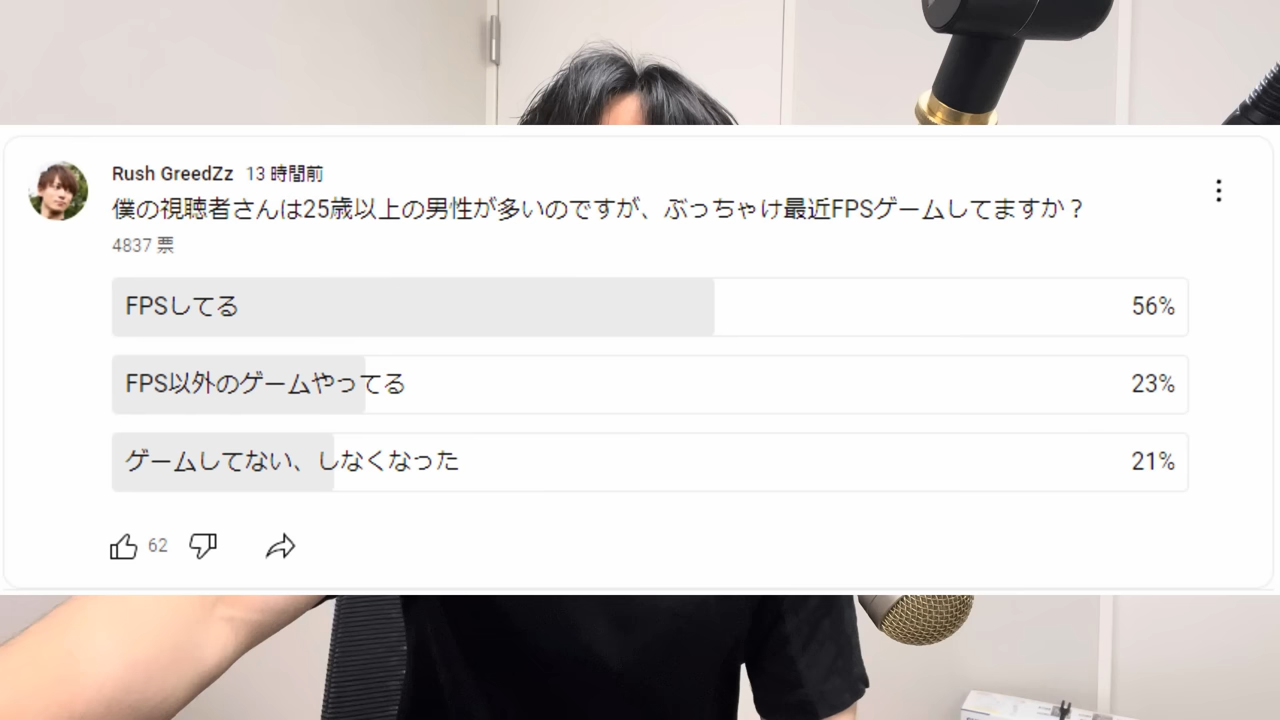 Rush GreedZz 13 時間前
僕の視聴者さんは25歳以上の男性が多いのですが、ぶっちゃけ最近FPSゲームしてますか？
4837 票
FPSしてる 56%
FPS以外のゲームやってる 23%
ゲームしてない、しなくなった 21%
62